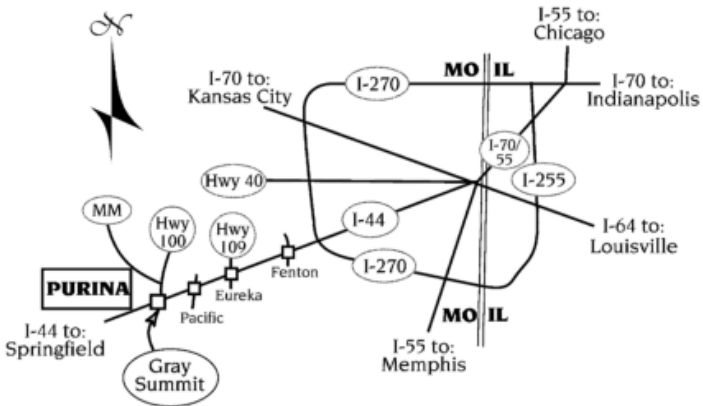 N
I-55 to:
Chicago
MO IL
I-70 to:
Kansas City
I-270
I-70 to:
Indianapolis
I-70/
55
Hwy 40
I-255
MM
Hwy
100
Hwy
109
I-44
I-64 to:
Louisville
Fenton
I-270
PURINA
Eureka
Pacific
MO IL
I-44 to:
Springfield
I-55 to:
Memphis
Gray
Summit